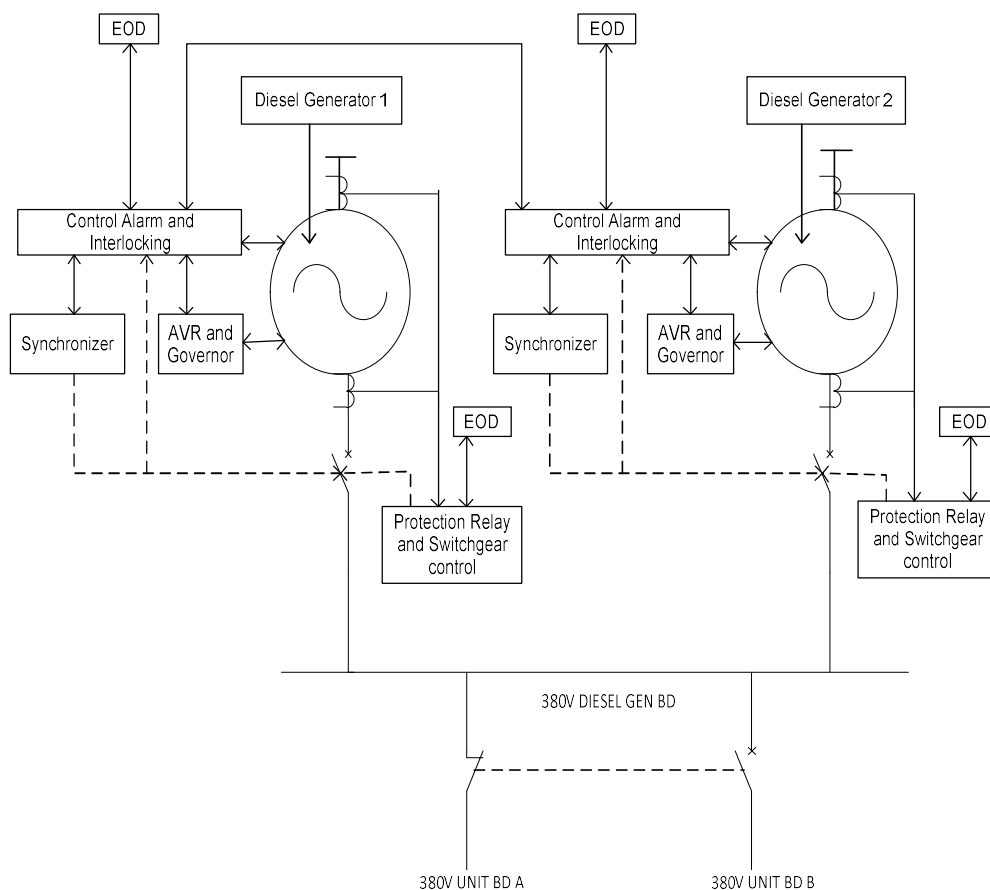 EOD
EOD
Diesel Generator 1
Diesel Generator 2
Control Alarm and
Interlocking
Control Alarm and
Interlocking
Synchronizer
AVR and
Governor
Synchronizer
AVR and
Governor
EOD
EOD
Protection Relay
and Switchgear
control
Protection Relay
and Switchgear
control
380V DIESEL GEN BD
380V UNIT BD A
380V UNIT BD B